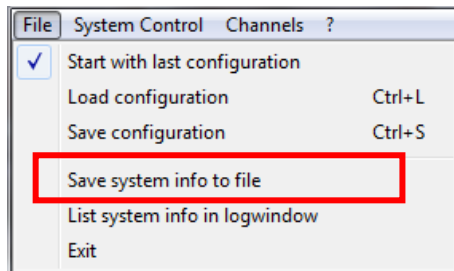 File System Control Channels ?
Start with last configuration
Load configuration Ctrl+L
Save configuration Ctrl+S
Save system info to file
List system info in logwindow
Exit